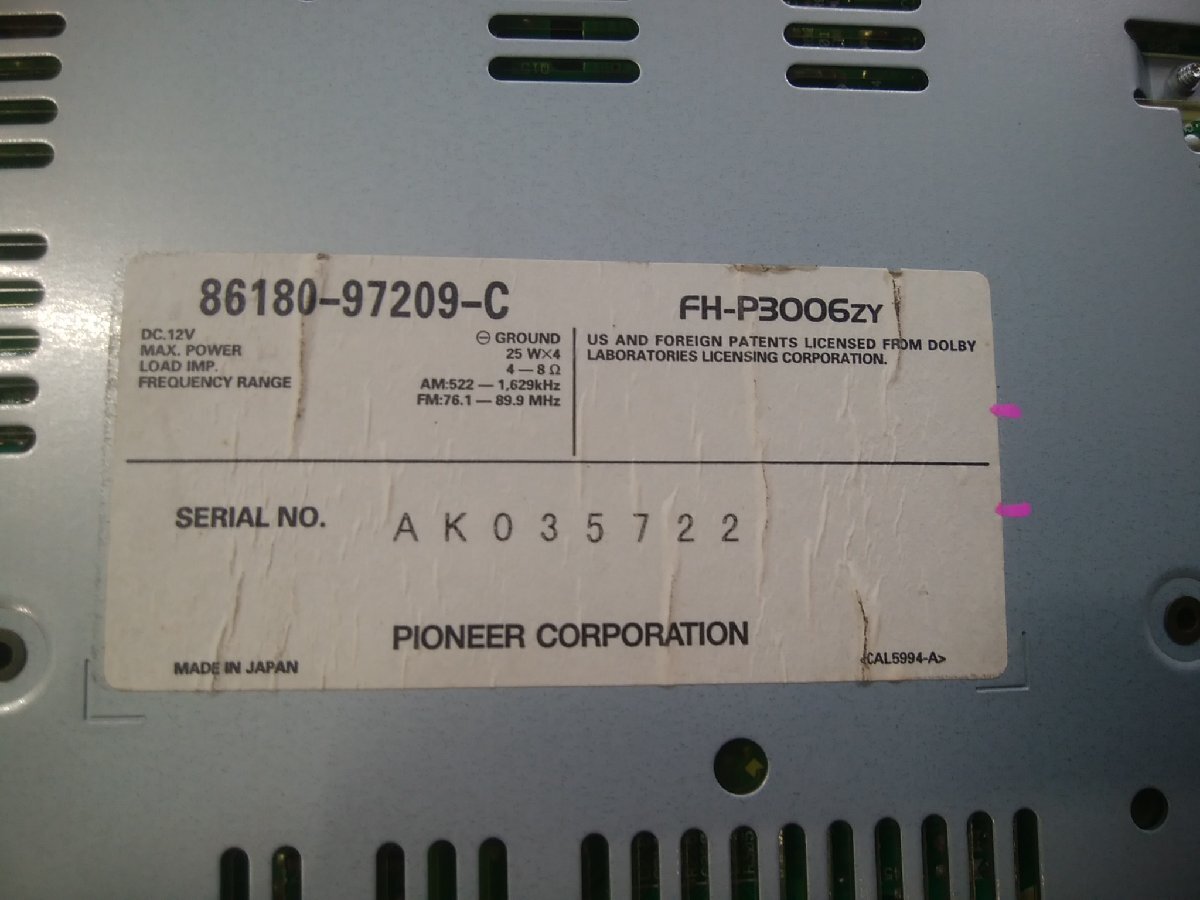 86180-97209-C
FH-P3006ZY
DC.12V ⊖ GROUND
MAX. POWER 25 W×4
LOAD IMP. 4 — 8 Ω
FREQUENCY RANGE AM:522 — 1,629kHz
FM:76.1 — 89.9 MHz
US AND FOREIGN PATENTS LICENSED FROM DOLBY
LABORATORIES LICENSING CORPORATION.
SERIAL NO. AK035722
PIONEER CORPORATION
MADE IN JAPAN
<CAL5994-A>